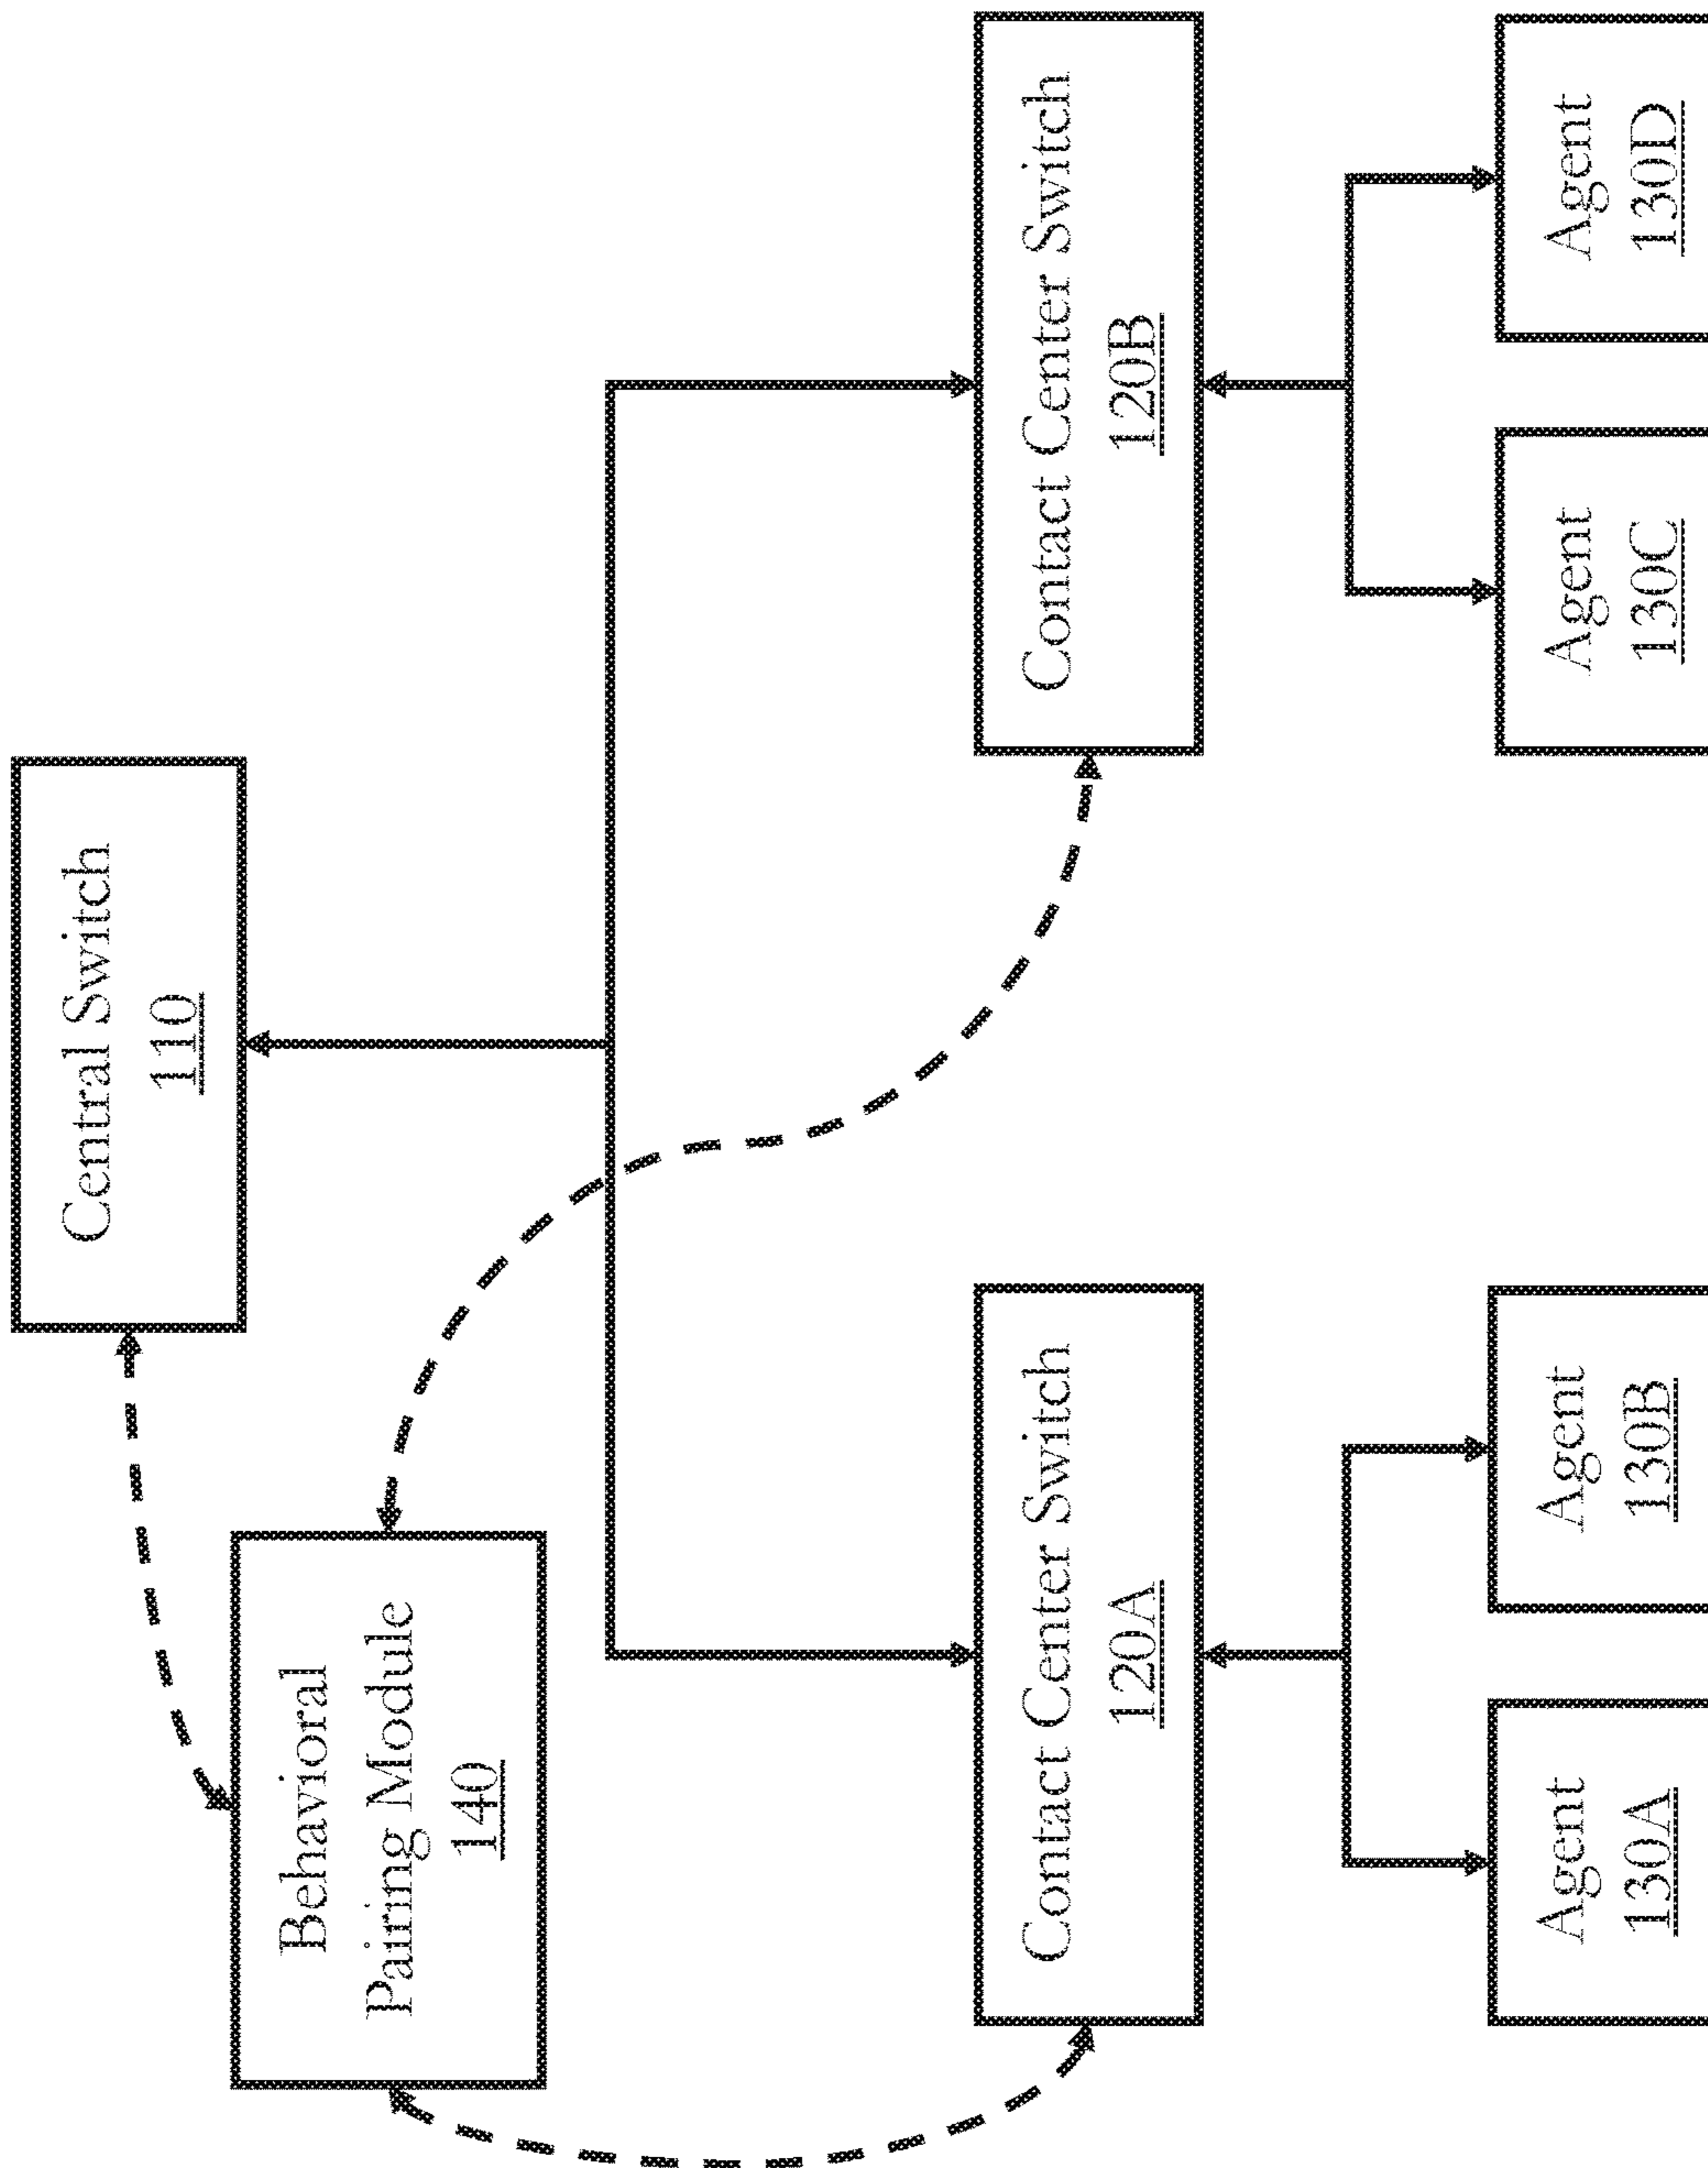 Central Switch
110
Behavioral
Pairing Module
140
Contact Center Switch
120A
Contact Center Switch
120B
Agent
130A
Agent
130B
Agent
130C
Agent
130D